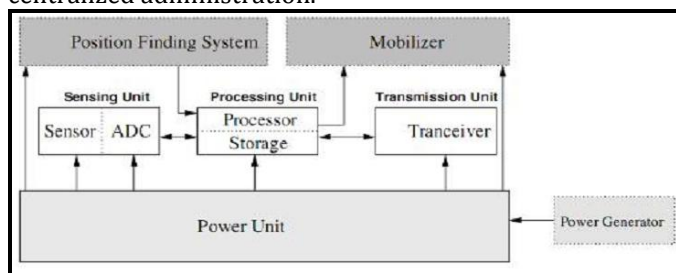 centralized administration.
Position Finding System
Mobilizer
Sensing Unit
Processing Unit
Transmission Unit
Sensor
ADC
Processor
Storage
Tranceiver
Power Unit
Power Generator